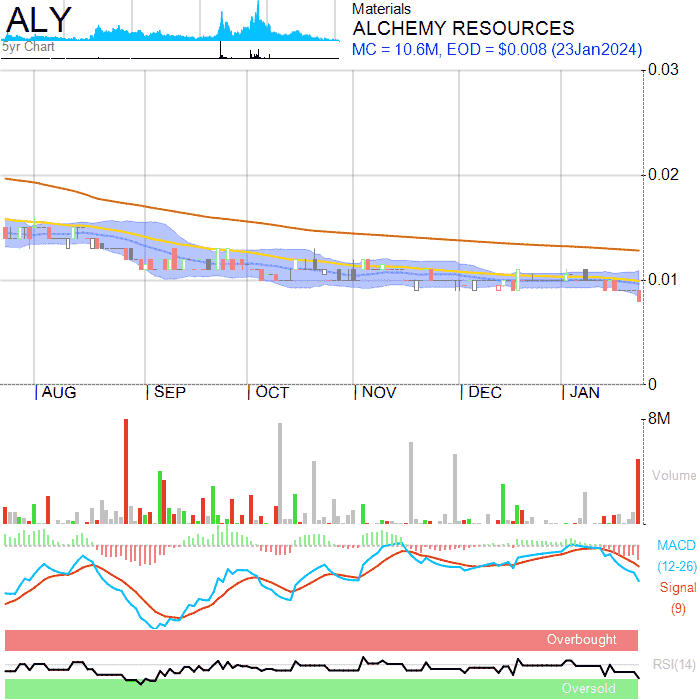 ALY
5yr Chart
Materials
ALCHEMY RESOURCES
MC = 10.6M, EOD = $0.008 (23Jan2024)
0.03
0.02
0.01
0
AUG SEP OCT NOV DEC JAN
8M
Volume
MACD
(12-26)
Signal
(9)
Overbought
RSI(14)
Oversold